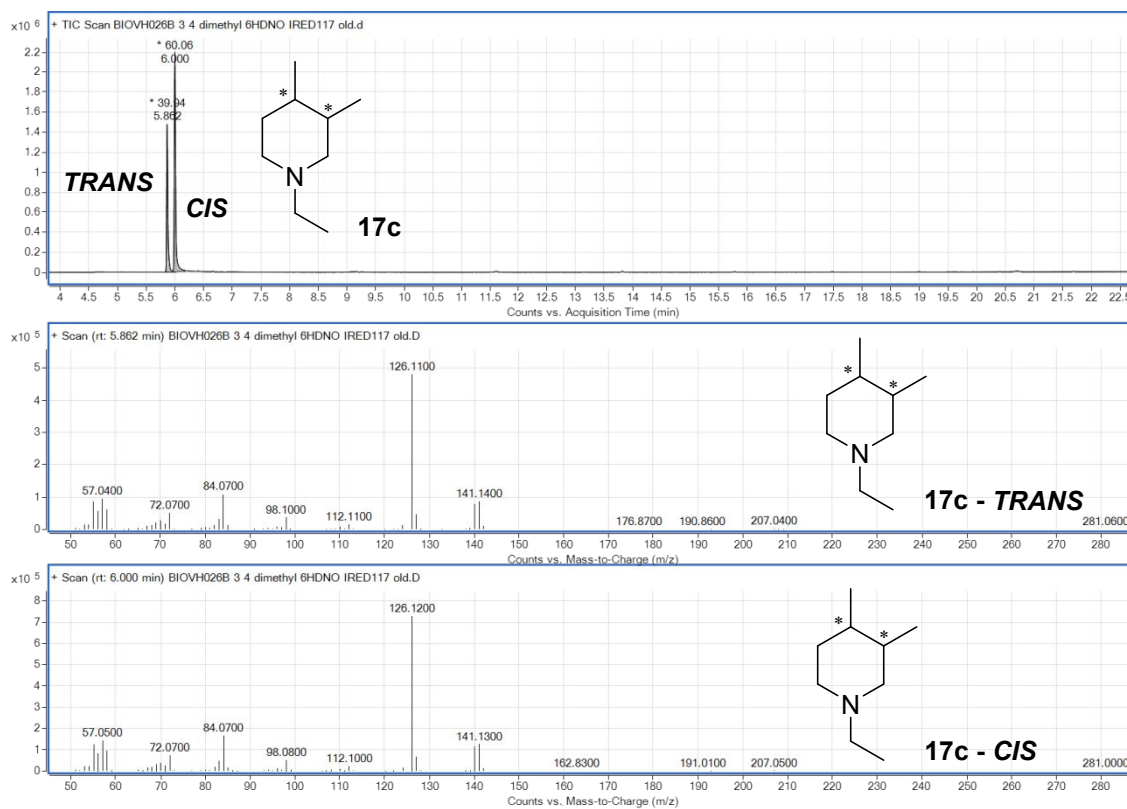 + TIC Scan BIOVH026B 3 4 dimethyl 6HDNO IRED117 old.d
x10 6
2.2
2
1.8
1.6
1.4
1.2
1
0.8
0.6
0.4
0.2
0
* 60.06
6.000
* 39.94
5.862
TRANS
CIS
*
*
N
17c
4 4.5 5 5.5 6 6.5 7 7.5 8 8.5 9 9.5 10 10.5 11 11.5 12 12.5 13 13.5 14 14.5 15 15.5 16 16.5 17 17.5 18 18.5 19 19.5 20 20.5 21 21.5 22 22.5
Counts vs. Acquisition Time (min)
+ Scan (rt: 5.862 min) BIOVH026B 3 4 dimethyl 6HDNO IRED117 old.D
x10 5
5
4
3
2
1
0
57.0400
72.0700
84.0700
98.1000
112.1100
126.1100
141.1400
176.8700
190.8600
207.0400
281.0600
*
*
N
17c - TRANS
50 60 70 80 90 100 110 120 130 140 150 160 170 180 190 200 210 220 230 240 250 260 270 280
Counts vs. Mass-to-Charge (m/z)
+ Scan (rt: 6.000 min) BIOVH026B 3 4 dimethyl 6HDNO IRED117 old.D
x10 5
8
7
6
5
4
3
2
1
0
57.0500
72.0700
84.0700
98.0800
112.1000
126.1200
141.1300
162.8300
191.0100
207.0500
281.0000
*
*
N
17c - CIS
50 60 70 80 90 100 110 120 130 140 150 160 170 180 190 200 210 220 230 240 250 260 270 280
Counts vs. Mass-to-Charge (m/z)